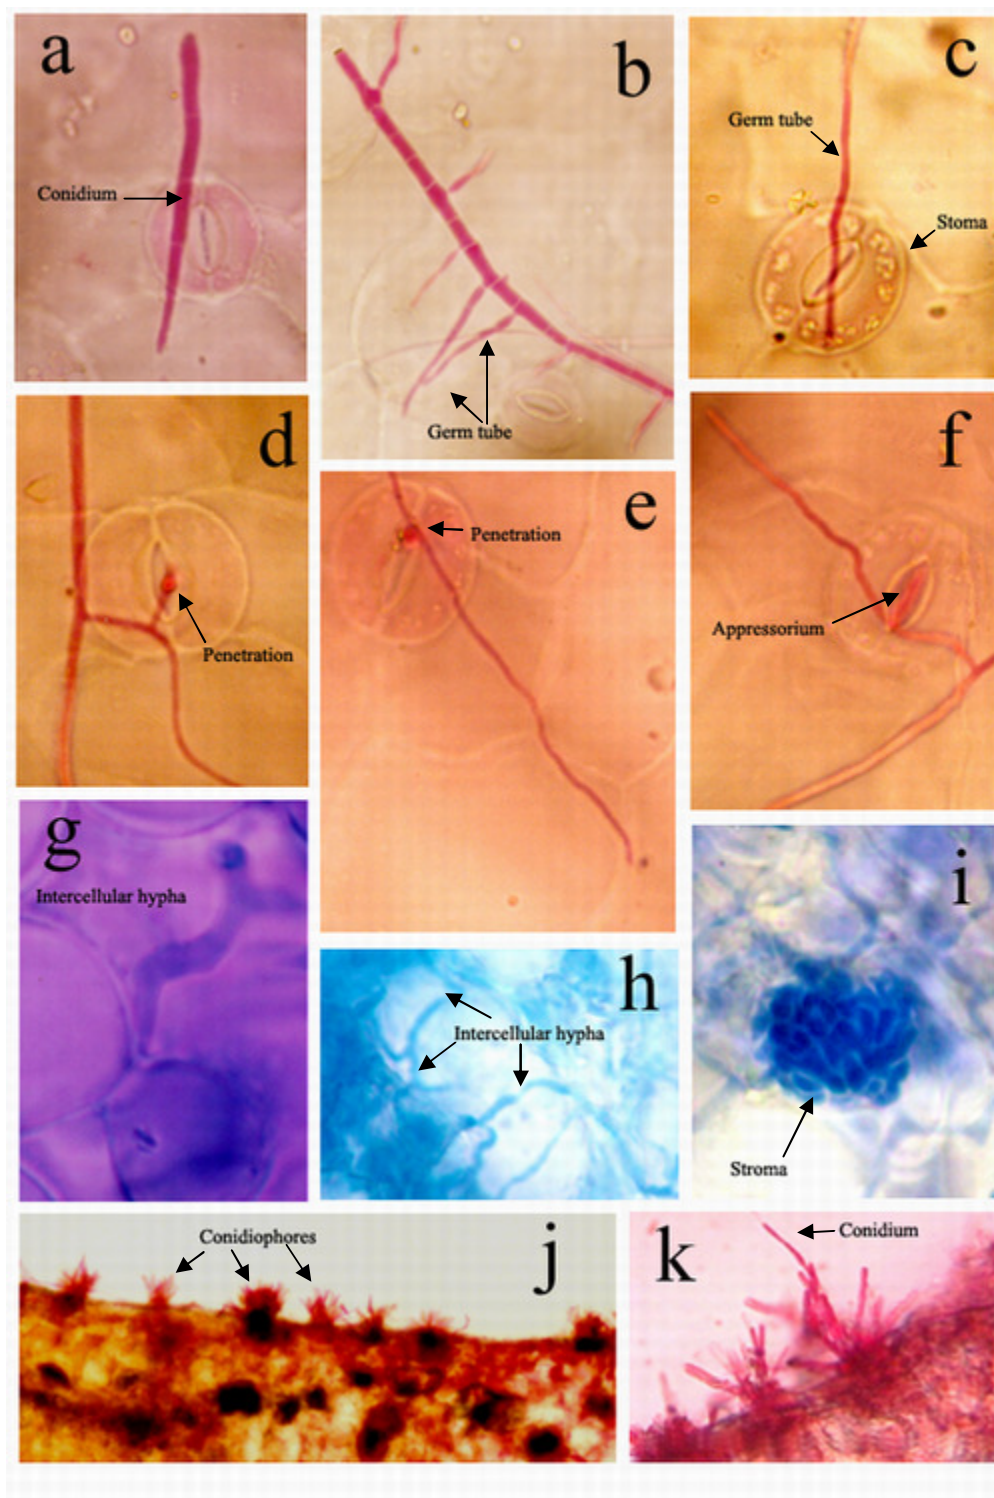 a
Conidium
b
Germ tube
c
Germ tube
Stoma
d
Penetration
e
Penetration
f
Appressorium
g
Intercellular hypha
h
Intercellular hypha
i
Stroma
j
Conidiophores
k
Conidium